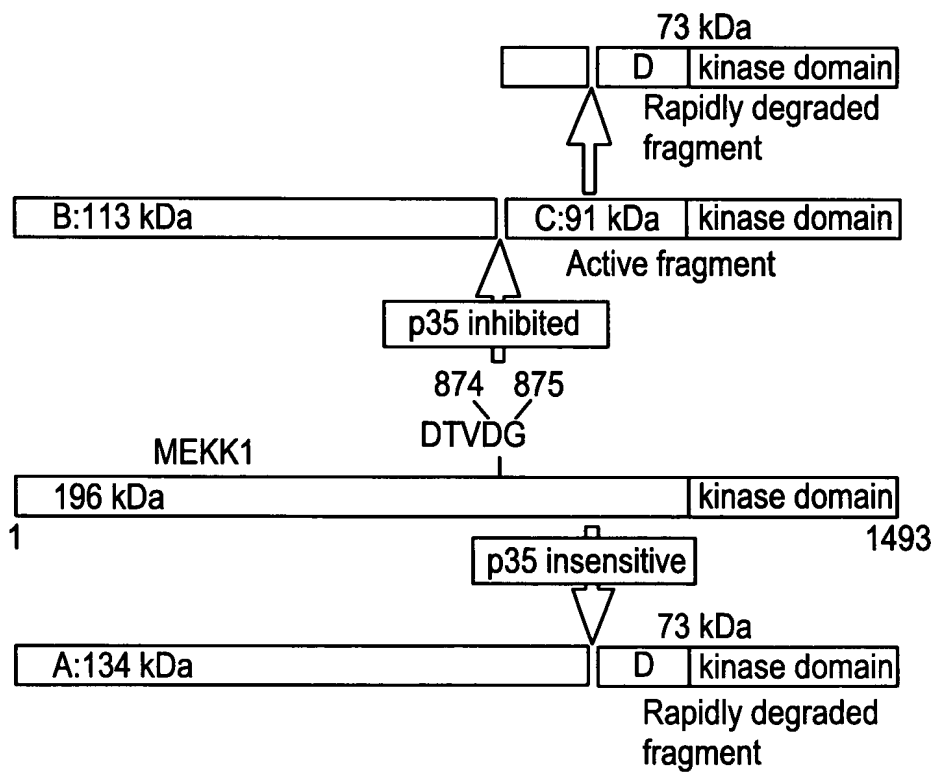 73 kDa
D kinase domain
Rapidly degraded
fragment
B:113 kDa C:91 kDa kinase domain
Active fragment
p35 inhibited
874 875
DTVDG
MEKK1
196 kDa kinase domain
1 1493
p35 insensitive
73 kDa
A:134 kDa D kinase domain
Rapidly degraded
fragment